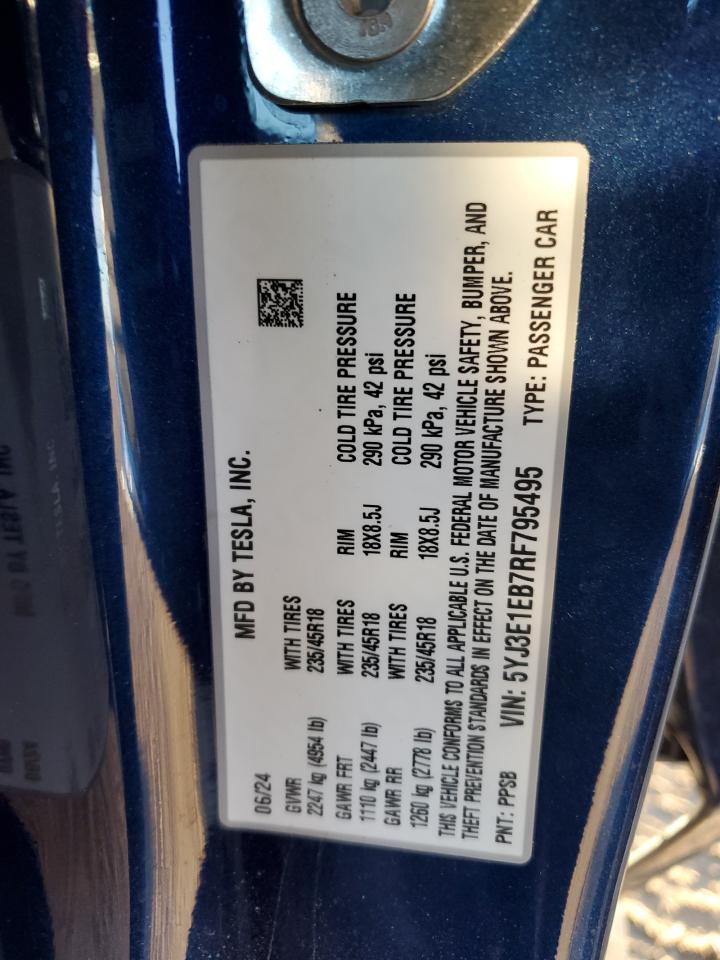 MFD BY TESLA, INC.
06/24
GVWR WITH TIRES
2247 kg (4954 lb) 235/45R18
GAWR FRT WITH TIRES RIM COLD TIRE PRESSURE
1110 kg (2447 lb) 235/45R18 18X8.5J 290 kPa, 42 psi
GAWR RR WITH TIRES RIM COLD TIRE PRESSURE
1260 kg (2778 lb) 235/45R18 18X8.5J 290 kPa, 42 psi
THIS VEHICLE CONFORMS TO ALL APPLICABLE U.S. FEDERAL MOTOR VEHICLE SAFETY, BUMPER, AND
THEFT PREVENTION STANDARDS IN EFFECT ON THE DATE OF MANUFACTURE SHOWN ABOVE.
PNT: PPSB VIN: 5YJ3E1EB7RF795495 TYPE: PASSENGER CAR
TESLA, INC